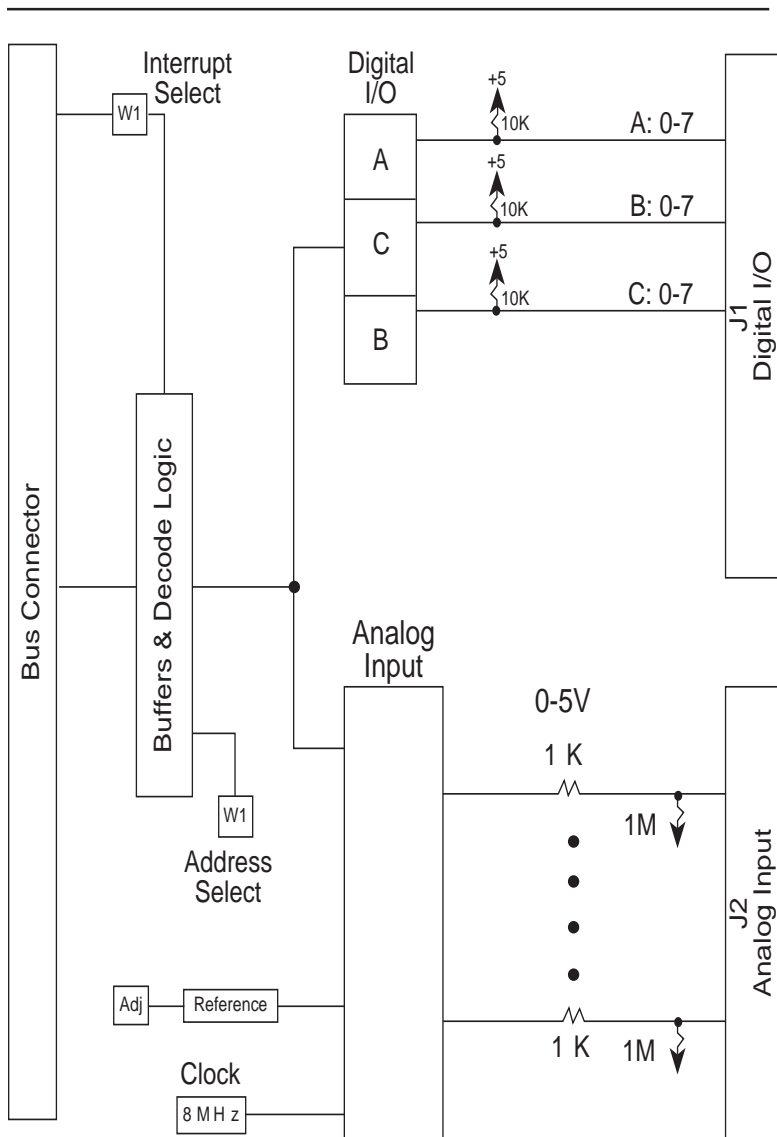 Interrupt
Select
W1
Digital
I/O
A
C
B
+5
10K
A: 0-7
+5
10K
B: 0-7
+5
10K
C: 0-7
J1
Digital I/O
Bus Connector
Buffers & Decode Logic
W1
Address
Select
Analog
Input
0-5V
1 K
1M
1 K
1M
J2
Analog Input
Adj
Reference
Clock
8 MHz